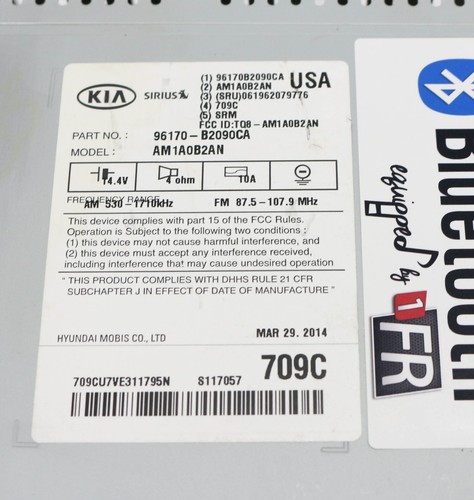 KIA SIRIUS
(1) 96170B2090CA USA
(2) AM1A0B2AN
(3) (SRU)061962079776
(4) 709C
(5) SRM
FCC ID:TQ8-AM1A0B2AN
PART NO. : 96170-B2090CA
MODEL : AM1A0B2AN
14.4V 4 ohm 10A
FREQUENCY RANGE
AM 530-1710kHz FM 87.5-107.9 MHz
This device complies with part 15 of the FCC Rules.
Operation is Subject to the following two conditions :
(1) this device may not cause harmful interference, and
(2) this device must accept any interference received,
including interference that may cause undesired operation
" THIS PRODUCT COMPLIES WITH DHHS RULE 21 CFR
SUBCHAPTER J IN EFFECT OF DATE OF MANUFACTURE "
HYUNDAI MOBIS CO., LTD MAR 29. 2014
709C
709CU7VE311795N S117057
Bluetooth
equipped by
1FR